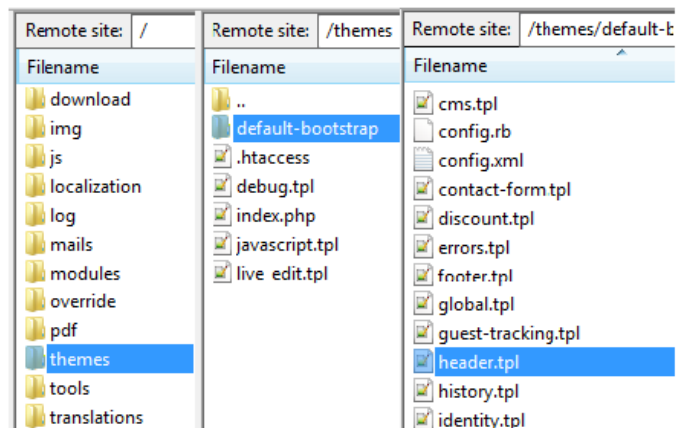 Remote site: /
Filename
download
img
js
localization
log
mails
modules
override
pdf
themes
tools
translations
Remote site: /themes
Filename
..
default-bootstrap
.htaccess
debug.tpl
index.php
javascript.tpl
live edit.tpl
Remote site: /themes/default-b
Filename
cms.tpl
config.rb
config.xml
contact-form.tpl
discount.tpl
errors.tpl
footer.tpl
global.tpl
guest-tracking.tpl
header.tpl
history.tpl
identity.tpl